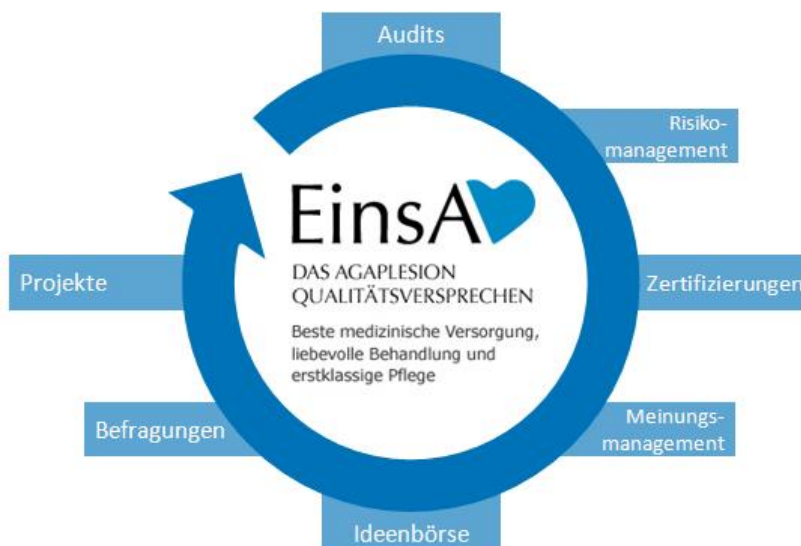 Audits
Risiko-
management
Zertifizierungen
Meinungs-
management
Ideenbörse
Befragungen
Projekte
EinsA
DAS AGAPLESION
QUALITÄTSVERSPRECHEN
Beste medizinische Versorgung,
liebevolle Behandlung und
erstklassige Pflege